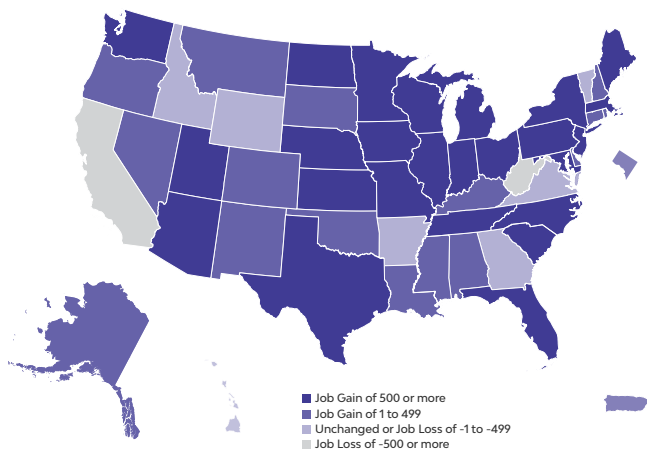 Job Gain of 500 or more
Job Gain of 1 to 499
Unchanged or Job Loss of -1 to -499
Job Loss of -500 or more